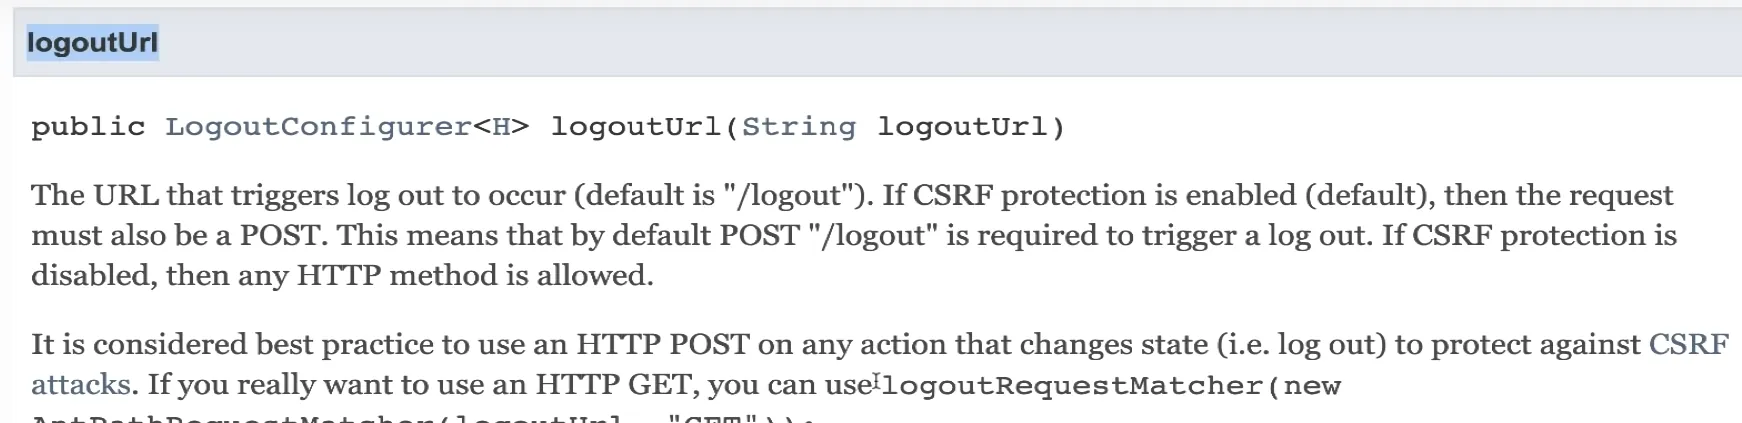 logoutUrl
public LogoutConfigurer<H> logoutUrl(String logoutUrl)
The URL that triggers log out to occur (default is "/logout"). If CSRF protection is enabled (default), then the request
must also be a POST. This means that by default POST "/logout" is required to trigger a log out. If CSRF protection is
disabled, then any HTTP method is allowed.
It is considered best practice to use an HTTP POST on any action that changes state (i.e. log out) to protect against CSRF
attacks. If you really want to use an HTTP GET, you can use logoutRequestMatcher(new
AntPathRequestMatcher(logoutUrl, "GET"));